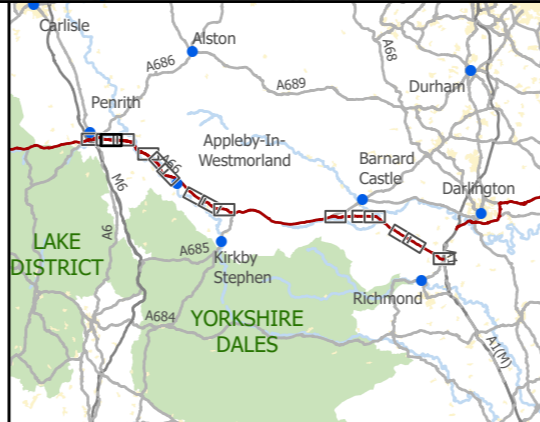 Carlisle
Alston
A68
A686
A689
Durham
Penrith
Appleby-In-
Westmorland
A66
Barnard
Castle
Darlington
M6
A6
LAKE
DISTRICT
A685
Kirkby
Stephen
Richmond
A684
YORKSHIRE
DALES
A1(M)